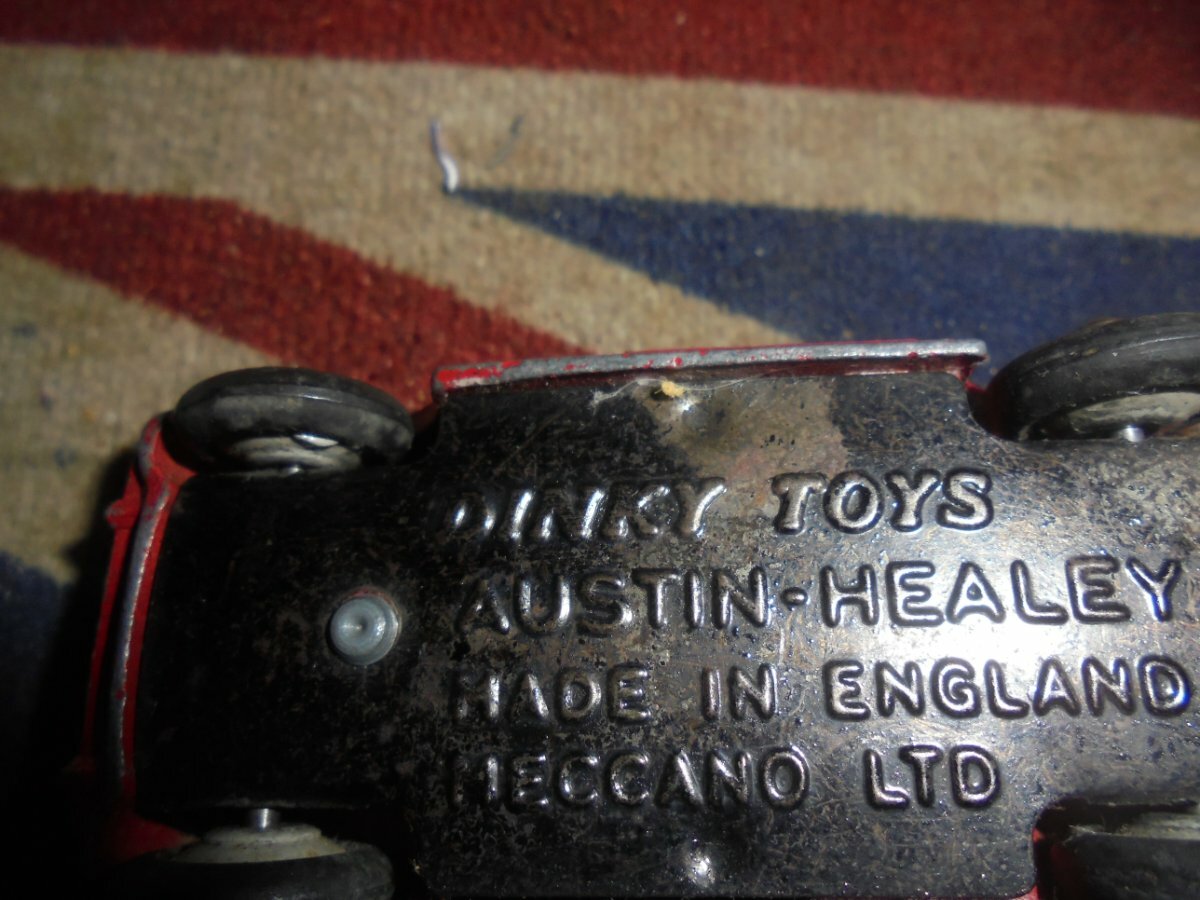 DINKY TOYS
AUSTIN-HEALEY
MADE IN ENGLAND
MECCANO LTD